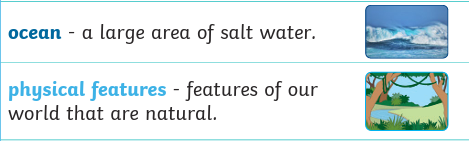 ocean - a large area of salt water.
physical features - features of our
world that are natural.